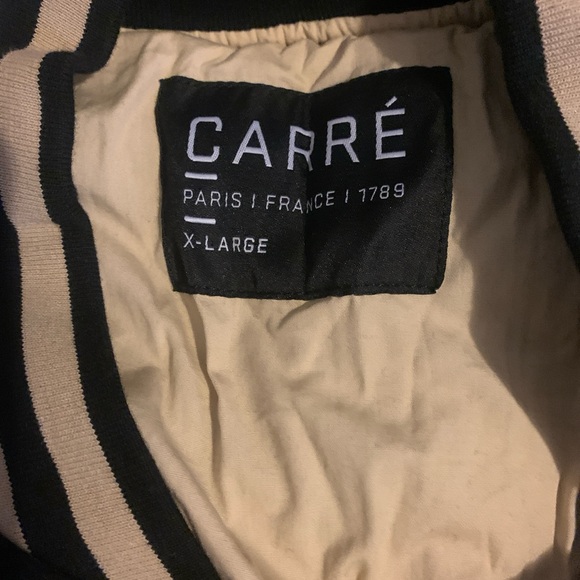 CARRÉ
PARIS | FRANCE | 1789
X-LARGE